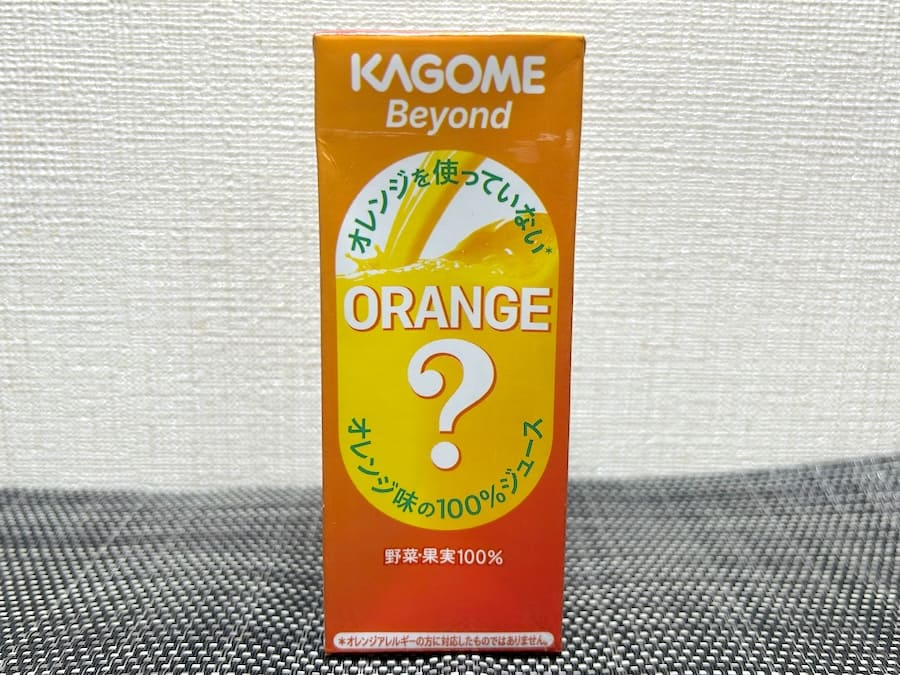 KAGOME
Beyond
オレンジを使っていない*
ORANGE
?
オレンジ味の100%ジュース
野菜・果実100%
*オレンジアレルギーの方に対応したものではありません。